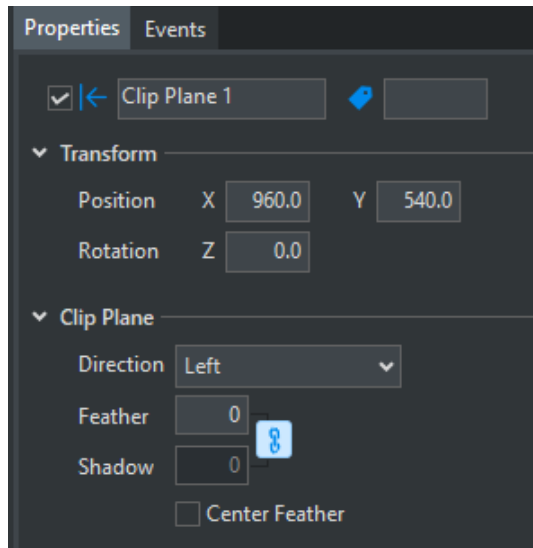 Properties Events
Clip Plane 1
Transform
Position X 960.0 Y 540.0
Rotation Z 0.0
Clip Plane
Direction Left
Feather 0
Shadow 0
Center Feather